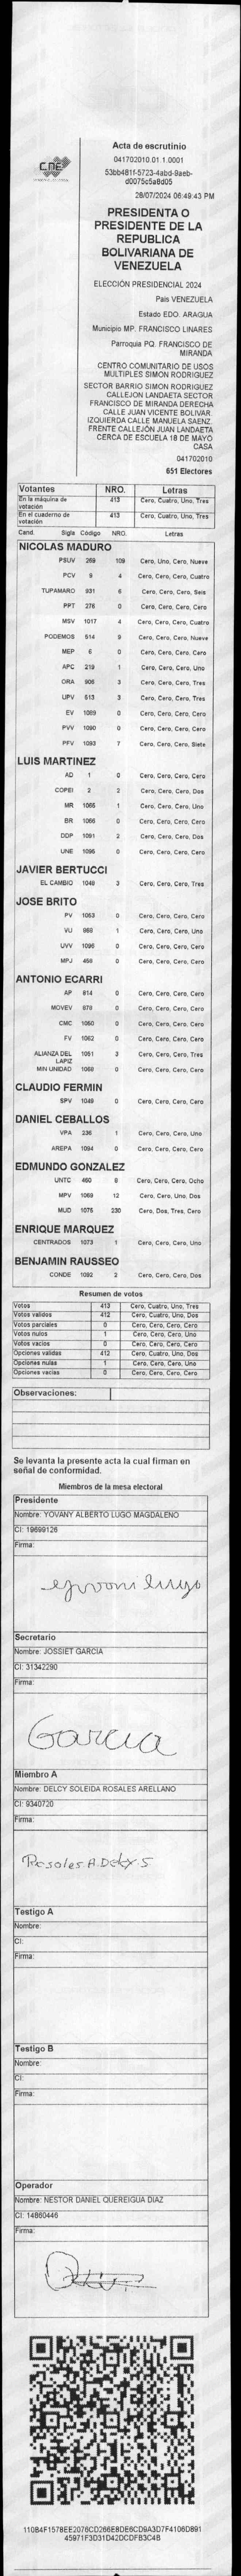 CNE
Acta de escrutinio
041702010.01.1.0001
53bb481f-5723-4abd-9aeb-
d0075c5a8d05
28/07/2024 06:49:43 PM
PRESIDENTA O
PRESIDENTE DE LA
REPUBLICA
BOLIVARIANA DE
VENEZUELA
ELECCIÓN PRESIDENCIAL 2024
País VENEZUELA
Estado EDO. ARAGUA
Municipio MP. FRANCISCO LINARES
Parroquia PQ. FRANCISCO DE
MIRANDA
CENTRO COMUNITARIO DE USOS
MULTIPLES SIMON RODRIGUEZ
SECTOR BARRIO SIMON RODRIGUEZ
CALLEJON LANDAETA SECTOR
FRANCISCO DE MIRANDA DERECHA
CALLE JUAN VICENTE BOLIVAR.
IZQUIERDA CALLE MANUELA SAENZ.
FRENTE CALLEJÓN JUAN LANDAETA
CERCA DE ESCUELA 18 DE MAYO
CASA
041702010
651 Electores
Votantes NRO. Letras
En la máquina de votación 413 Cero, Cuatro, Uno, Tres
En el cuaderno de votación 413 Cero, Cuatro, Uno, Tres
Cand. Sigla Código NRO. Letras
NICOLAS MADURO
PSUV 269 109 Cero, Uno, Cero, Nueve
PCV 9 4 Cero, Cero, Cero, Cuatro
TUPAMARO 931 6 Cero, Cero, Cero, Seis
PPT 276 0 Cero, Cero, Cero, Cero
MSV 1017 4 Cero, Cero, Cero, Cuatro
PODEMOS 514 9 Cero, Cero, Cero, Nueve
MEP 6 0 Cero, Cero, Cero, Cero
APC 219 1 Cero, Cero, Cero, Uno
ORA 906 3 Cero, Cero, Cero, Tres
UPV 513 3 Cero, Cero, Cero, Tres
EV 1089 0 Cero, Cero, Cero, Cero
PVV 1090 0 Cero, Cero, Cero, Cero
PFV 1093 7 Cero, Cero, Cero, Siete
LUIS MARTINEZ
AD 1 0 Cero, Cero, Cero, Cero
COPEI 2 2 Cero, Cero, Cero, Dos
MR 1065 1 Cero, Cero, Cero, Uno
BR 1066 0 Cero, Cero, Cero, Cero
DDP 1091 2 Cero, Cero, Cero, Dos
UNE 1095 0 Cero, Cero, Cero, Cero
JAVIER BERTUCCI
EL CAMBIO 1048 3 Cero, Cero, Cero, Tres
JOSE BRITO
PV 1063 0 Cero, Cero, Cero, Cero
VU 968 1 Cero, Cero, Cero, Uno
UVV 1096 0 Cero, Cero, Cero, Cero
MPJ 458 0 Cero, Cero, Cero, Cero
ANTONIO ECARRI
AP 814 0 Cero, Cero, Cero, Cero
MOVEV 878 0 Cero, Cero, Cero, Cero
CMC 1050 0 Cero, Cero, Cero, Cero
FV 1062 0 Cero, Cero, Cero, Cero
ALIANZA DEL LAPIZ 1051 3 Cero, Cero, Cero, Tres
MIN UNIDAD 1068 0 Cero, Cero, Cero, Cero
CLAUDIO FERMIN
SPV 1049 0 Cero, Cero, Cero, Cero
DANIEL CEBALLOS
VPA 236 1 Cero, Cero, Cero, Uno
AREPA 1094 0 Cero, Cero, Cero, Cero
EDMUNDO GONZALEZ
UNTC 460 8 Cero, Cero, Cero, Ocho
MPV 1069 12 Cero, Cero, Uno, Dos
MUD 1075 230 Cero, Dos, Tres, Cero
ENRIQUE MARQUEZ
CENTRADOS 1073 1 Cero, Cero, Cero, Uno
BENJAMIN RAUSSEO
CONDE 1092 2 Cero, Cero, Cero, Dos
Resumen de votos
Votos 413 Cero, Cuatro, Uno, Tres
Votos validos 412 Cero, Cuatro, Uno, Dos
Votos parciales 0 Cero, Cero, Cero, Cero
Votos nulos 1 Cero, Cero, Cero, Uno
Votos vacios 0 Cero, Cero, Cero, Cero
Opciones validas 412 Cero, Cuatro, Uno, Dos
Opciones nulas 1 Cero, Cero, Cero, Uno
Opciones vacias 0 Cero, Cero, Cero, Cero
Observaciones:
Se levanta la presente acta la cual firman en
señal de conformidad.
Miembros de la mesa electoral
Presidente
Nombre: YOVANY ALBERTO LUGO MAGDALENO
CI: 19699126
Firma:
Secretario
Nombre: JOSSIET GARCIA
CI: 31342290
Firma:
Garcia
Miembro A
Nombre: DELCY SOLEIDA ROSALES ARELLANO
CI: 9340720
Firma:
Rosales A. Delcy S
Testigo A
Nombre:
CI:
Firma:
Testigo B
Nombre:
CI:
Firma:
Operador
Nombre: NESTOR DANIEL QUEREIGUA DIAZ
CI: 14860446
Firma:
110B4F1578EE2076CD266E8DE6CD9A3D7F4106D891
45971F3D31D42DCDFB3C4B